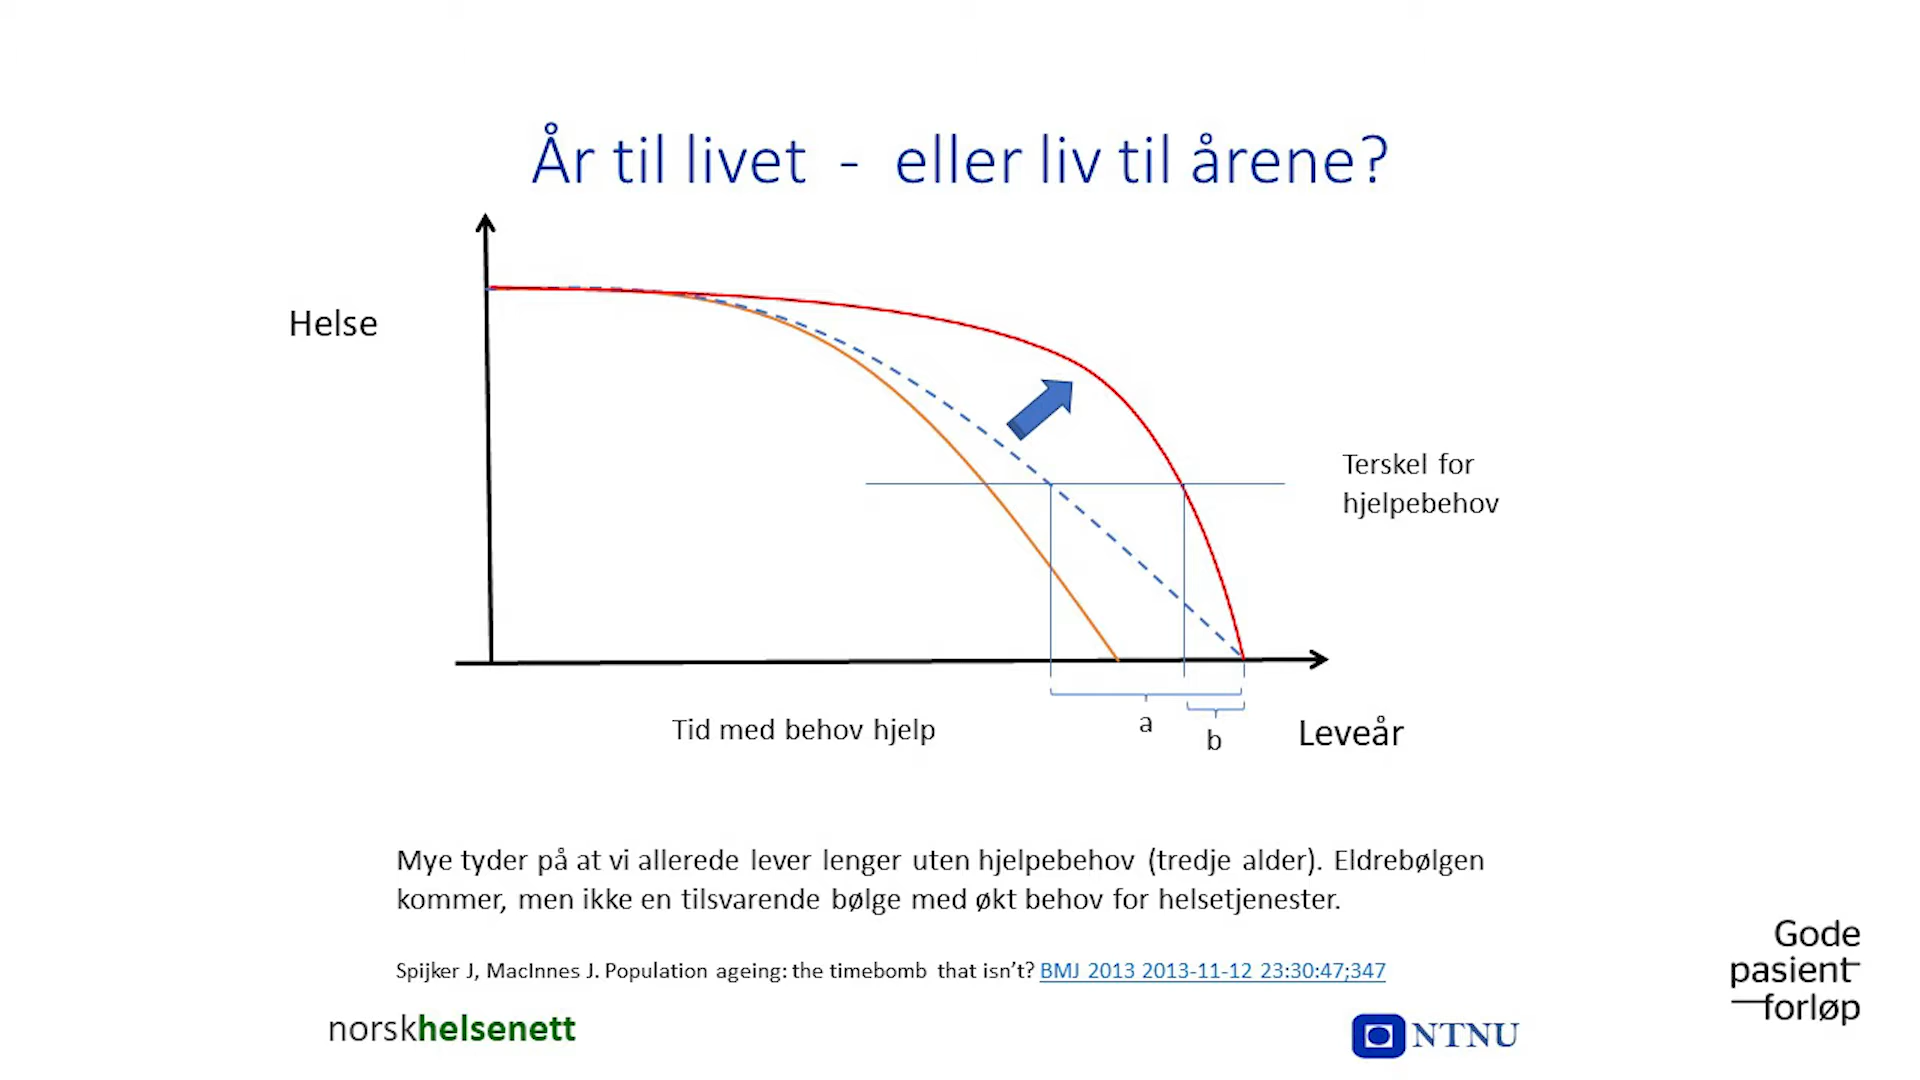 År til livet - eller liv til årene?
Helse
Terskel for
hjelpebehov
Tid med behov hjelp
a
b
Leveår
Mye tyder på at vi allerede lever lenger uten hjelpebehov (tredje alder). Eldrebølgen
kommer, men ikke en tilsvarende bølge med økt behov for helsetjenester.
Spijker J, MacInnes J. Population ageing: the timebomb that isn't? BMJ 2013 2013-11-12 23:30:47;347
norskhelsenett
NTNU
Gode
pasient
forløp